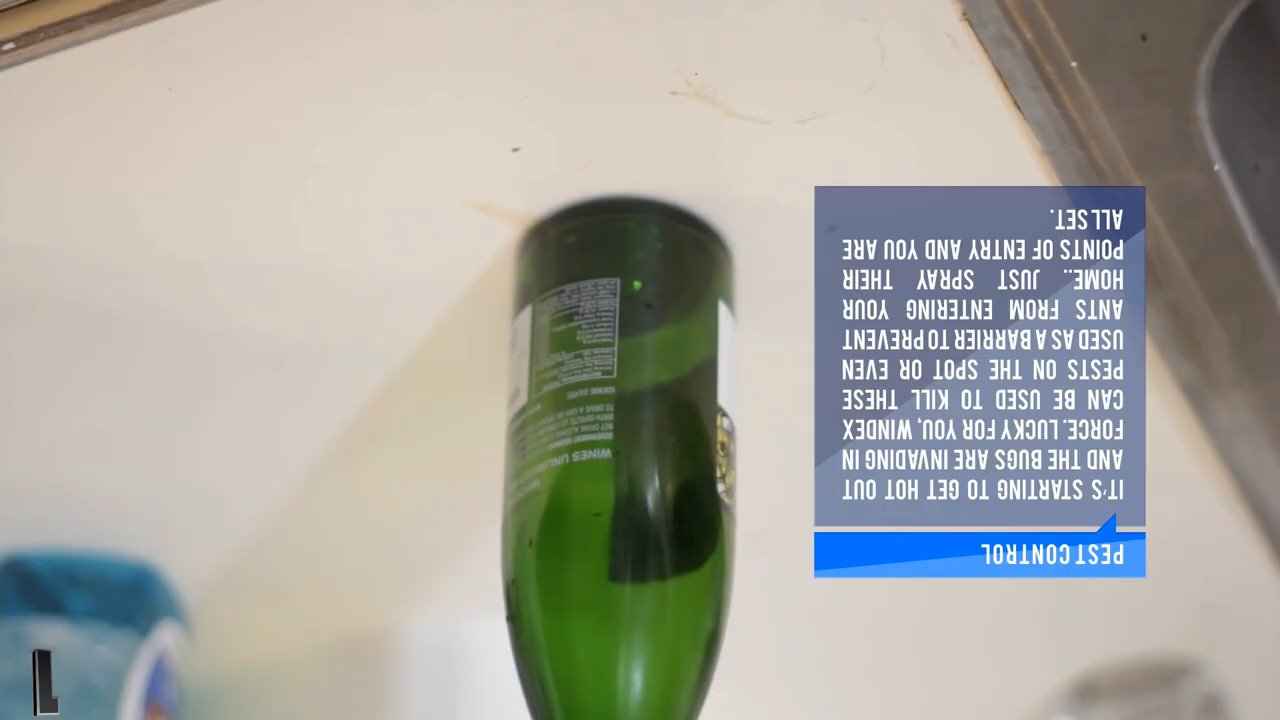 PEST CONTROL
IT'S STARTING TO GET HOT OUT
AND THE BUGS ARE INVADING IN
FORCE. LUCKY FOR YOU, WINDEX
CAN BE USED TO KILL THESE
PESTS ON THE SPOT OR EVEN
USED AS A BARRIER TO PREVENT
ANTS FROM ENTERING YOUR
HOME.. JUST SPRAY THEIR
POINTS OF ENTRY AND YOU ARE
ALL SET.
WINES UNLI